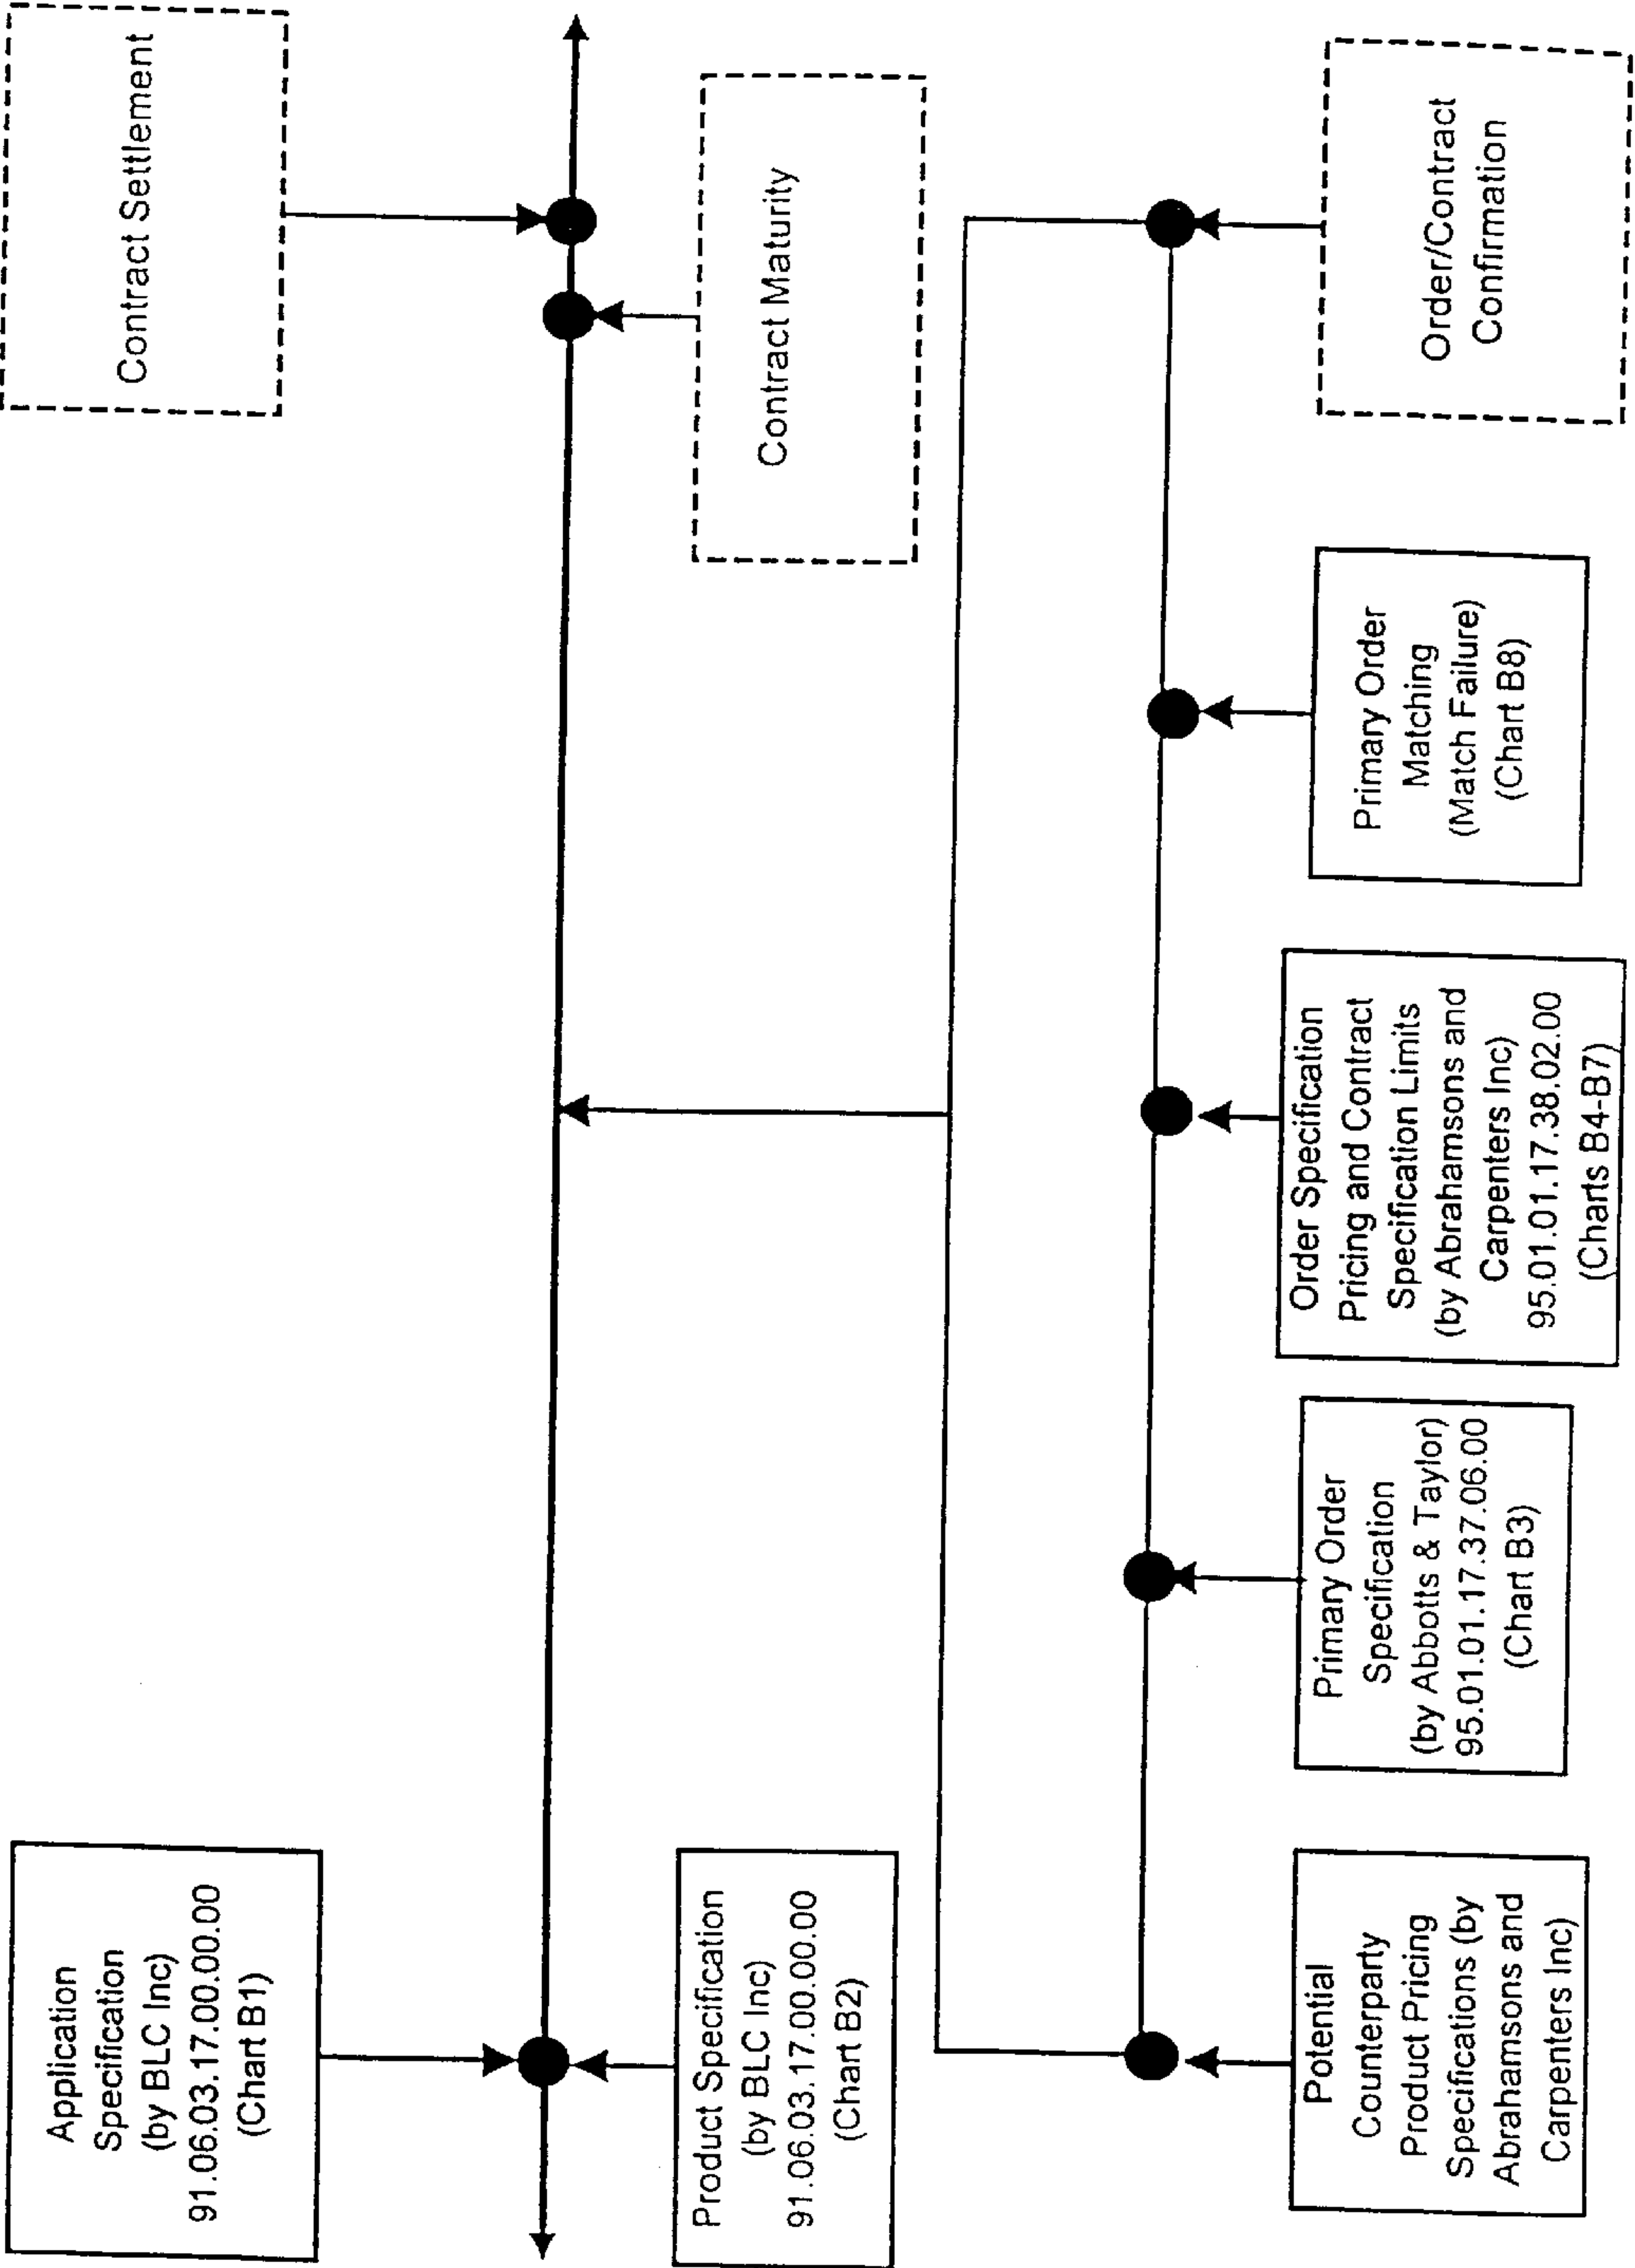 Application
Specification
(by BLC Inc)
91.06.03.17.00.00.00
(Chart B1)
Contract Settlement
Product Specification
(by BLC Inc)
91.06.03.17.00.00.00
(Chart B2)
Contract Maturity
Potential
Counterparty
Product Pricing
Specifications (by
Abrahamsons and
Carpenters Inc)
Primary Order
Specification
(by Abbotts & Taylor)
95.01.01.17.37.06.00
(Chart B3)
Order Specification
Pricing and Contract
Specification Limits
(by Abrahamsons and
Carpenters Inc)
95.01.01.17.38.02.00
(Charts B4-B7)
Primary Order
Matching
(Match Failure)
(Chart B8)
Order/Contract
Confirmation